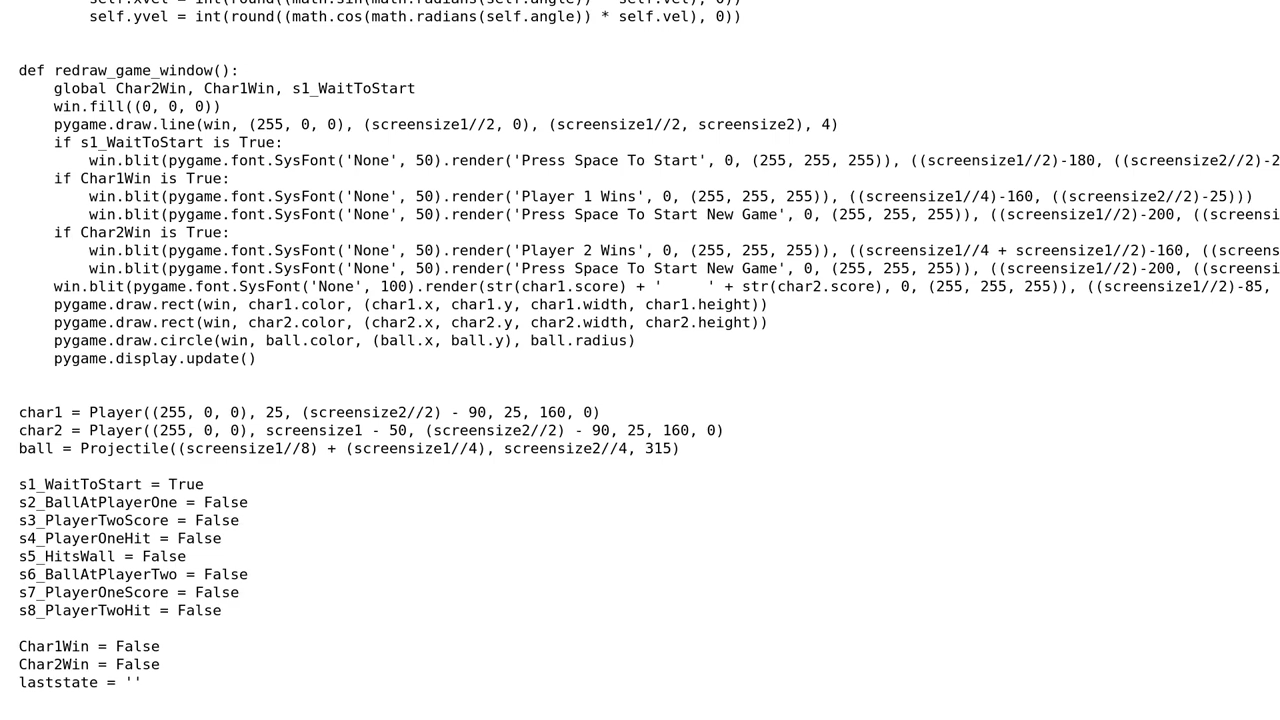 self.xvel = int(round((math.sin(math.radians(self.angle)) * self.vel), 0))
self.yvel = int(round((math.cos(math.radians(self.angle)) * self.vel), 0))
def redraw_game_window():
global Char2Win, Char1Win, s1_WaitToStart
win.fill((0, 0, 0))
pygame.draw.line(win, (255, 0, 0), (screensize1//2, 0), (screensize1//2, screensize2), 4)
if s1_WaitToStart is True:
win.blit(pygame.font.SysFont('None', 50).render('Press Space To Start', 0, (255, 255, 255)), ((screensize1//2)-180, ((screensize2//2)-2
if Char1Win is True:
win.blit(pygame.font.SysFont('None', 50).render('Player 1 Wins', 0, (255, 255, 255)), ((screensize1//4)-160, ((screensize2//2)-25)))
win.blit(pygame.font.SysFont('None', 50).render('Press Space To Start New Game', 0, (255, 255, 255)), ((screensize1//2)-200, ((screensi
if Char2Win is True:
win.blit(pygame.font.SysFont('None', 50).render('Player 2 Wins', 0, (255, 255, 255)), ((screensize1//4 + screensize1//2)-160, ((screens
win.blit(pygame.font.SysFont('None', 50).render('Press Space To Start New Game', 0, (255, 255, 255)), ((screensize1//2)-200, ((screensi
win.blit(pygame.font.SysFont('None', 100).render(str(char1.score) + '     ' + str(char2.score), 0, (255, 255, 255)), ((screensize1//2)-85,
pygame.draw.rect(win, char1.color, (char1.x, char1.y, char1.width, char1.height))
pygame.draw.rect(win, char2.color, (char2.x, char2.y, char2.width, char2.height))
pygame.draw.circle(win, ball.color, (ball.x, ball.y), ball.radius)
pygame.display.update()
char1 = Player((255, 0, 0), 25, (screensize2//2) - 90, 25, 160, 0)
char2 = Player((255, 0, 0), screensize1 - 50, (screensize2//2) - 90, 25, 160, 0)
ball = Projectile((screensize1//8) + (screensize1//4), screensize2//4, 315)
s1_WaitToStart = True
s2_BallAtPlayerOne = False
s3_PlayerTwoScore = False
s4_PlayerOneHit = False
s5_HitsWall = False
s6_BallAtPlayerTwo = False
s7_PlayerOneScore = False
s8_PlayerTwoHit = False
Char1Win = False
Char2Win = False
laststate = ''